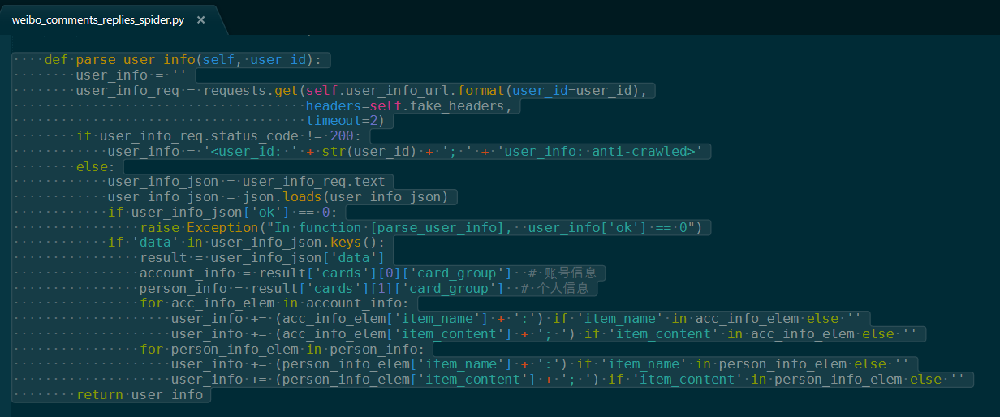 weibo_comments_replies_spider.py ×
    def parse_user_info(self, user_id):
        user_info = ''
        user_info_req = requests.get(self.user_info_url.format(user_id=user_id),
                                     headers=self.fake_headers,
                                     timeout=2)
        if user_info_req.status_code != 200:
            user_info = '<user_id: ' + str(user_id) + '; ' + 'user_info: anti-crawled>'
        else:
            user_info_json = user_info_req.text
            user_info_json = json.loads(user_info_json)
            if user_info_json['ok'] == 0:
                raise Exception("In function [parse_user_info],  user_info['ok'] == 0")
            if 'data' in user_info_json.keys():
                result = user_info_json['data']
                account_info = result['cards'][0]['card_group']  # 账号信息
                person_info = result['cards'][1]['card_group']  # 个人信息
                for acc_info_elem in account_info:
                    user_info += (acc_info_elem['item_name'] + ':') if 'item_name' in acc_info_elem else ''
                    user_info += (acc_info_elem['item_content'] + '; ') if 'item_content' in acc_info_elem else ''
                for person_info_elem in person_info:
                    user_info += (person_info_elem['item_name'] + ':') if 'item_name' in person_info_elem else ''
                    user_info += (person_info_elem['item_content'] + '; ') if 'item_content' in person_info_elem else ''
        return user_info